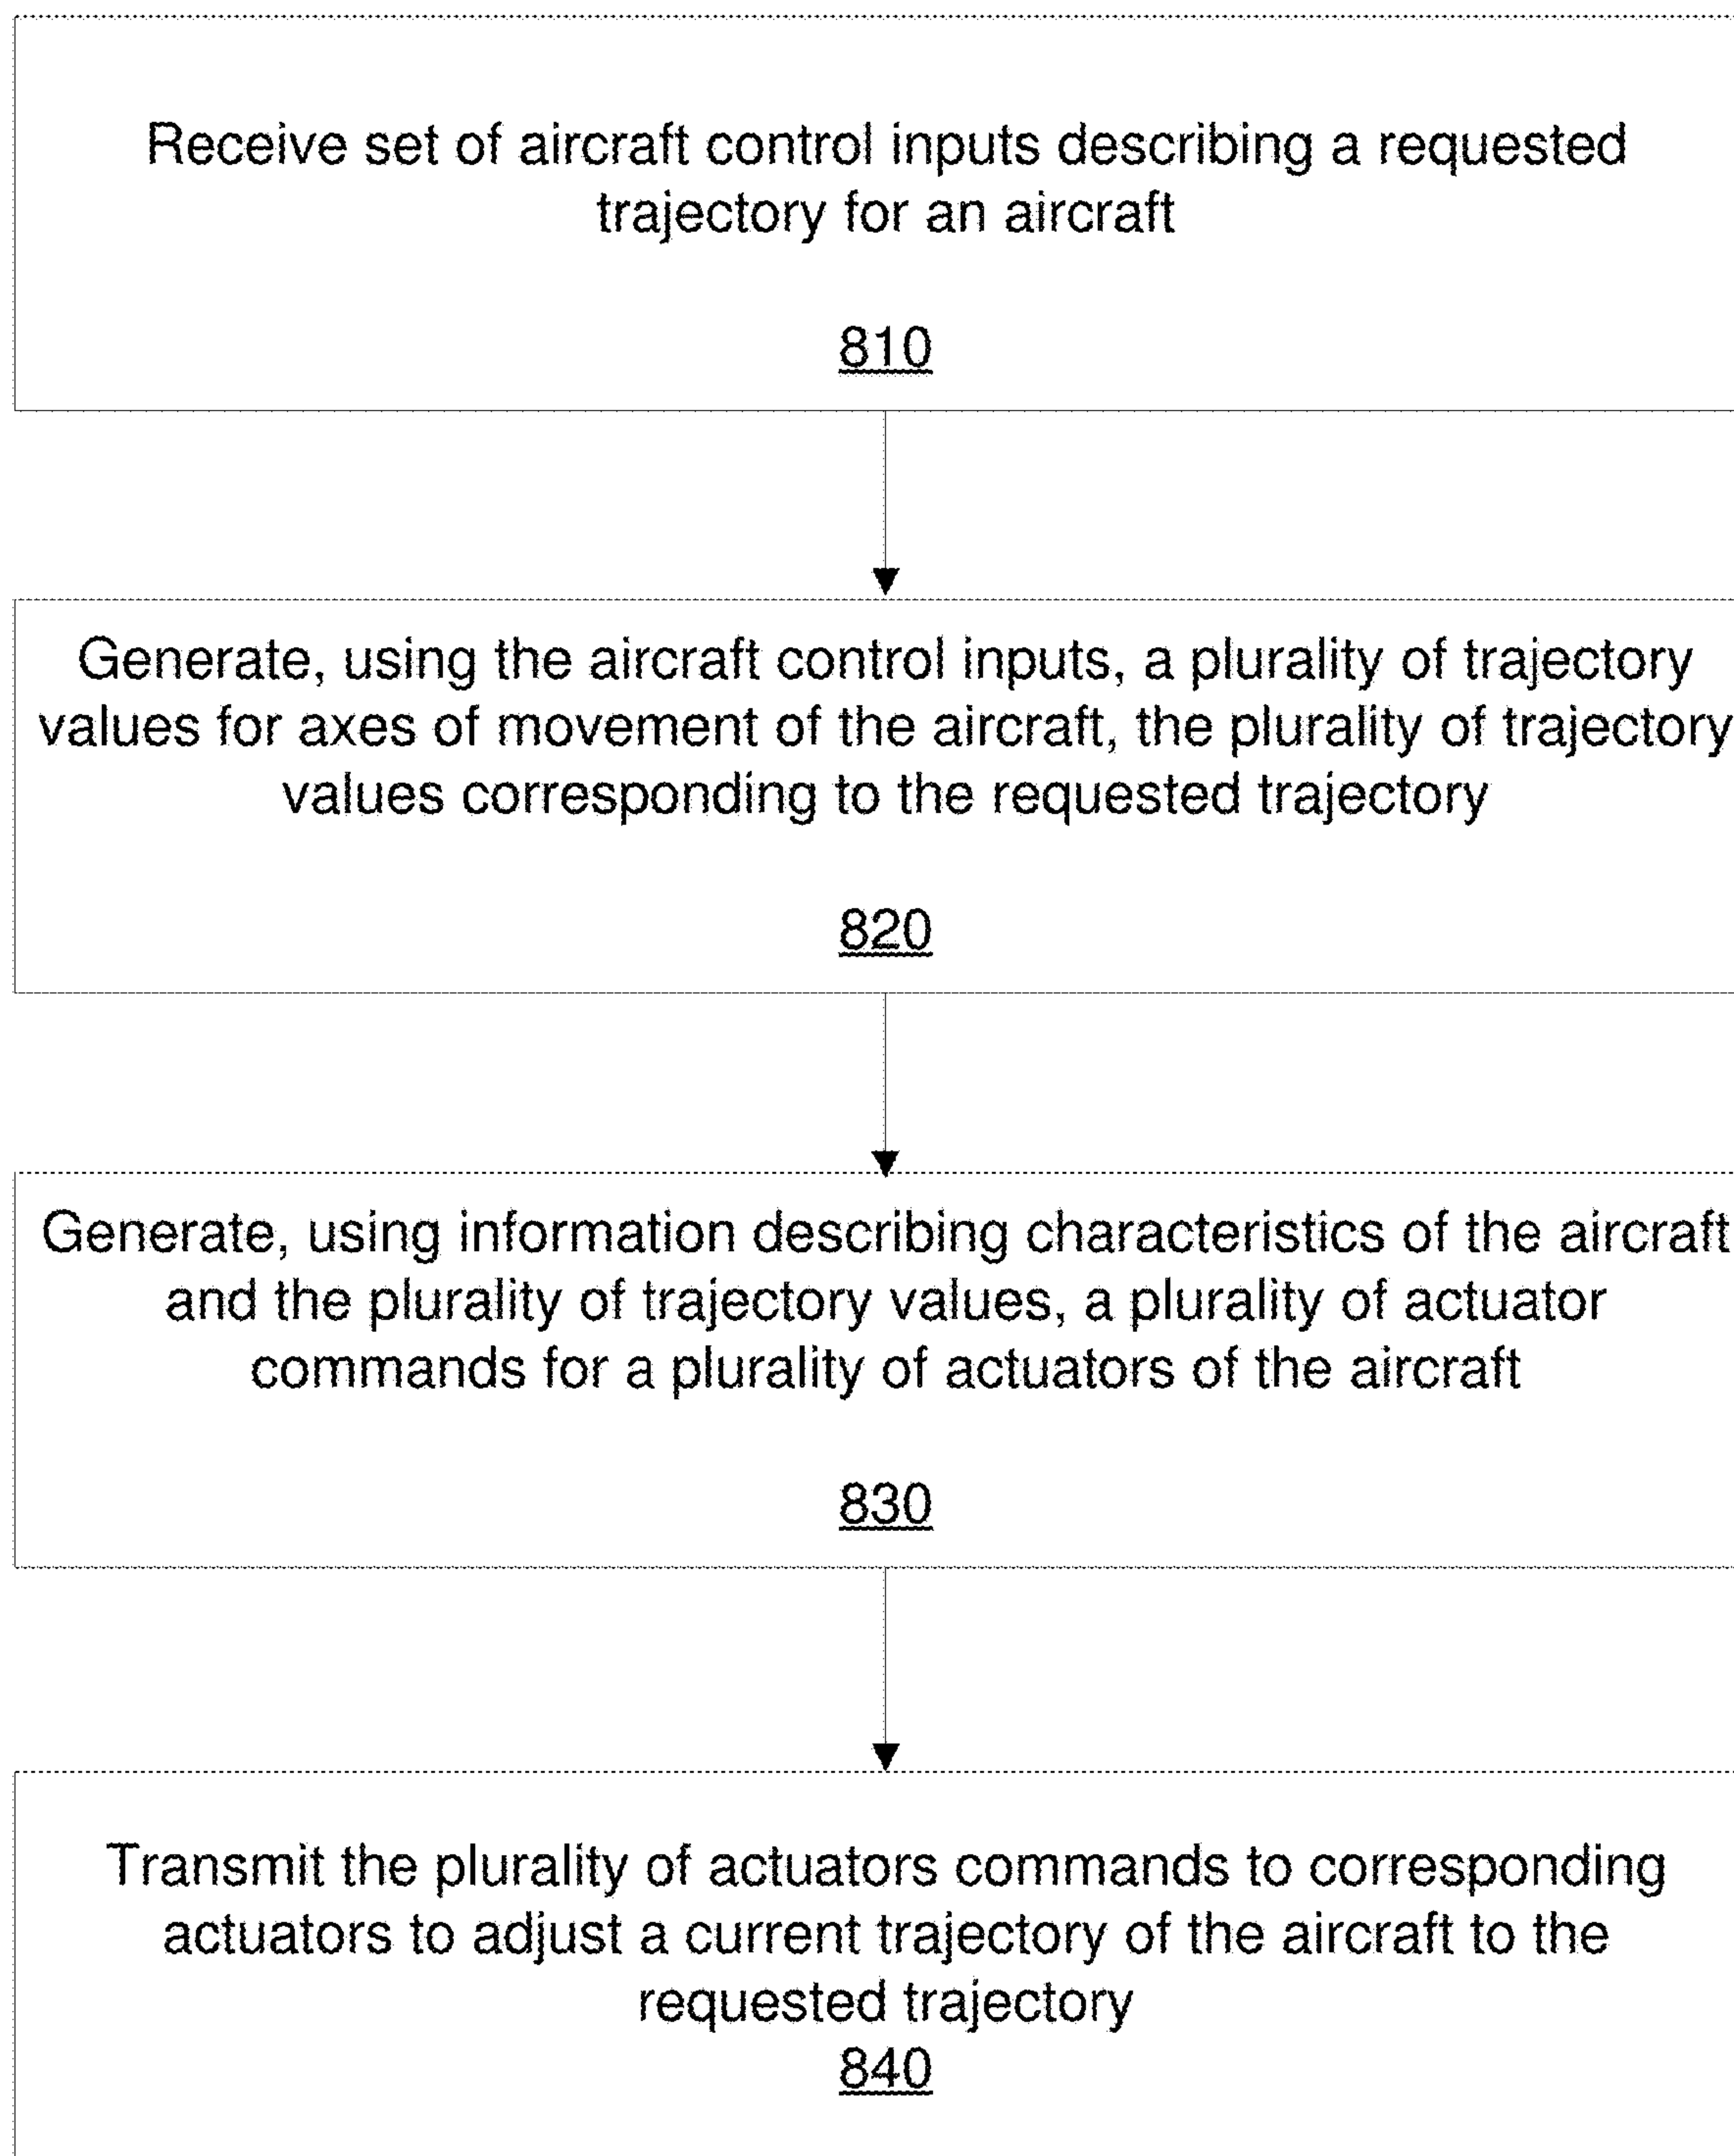 Receive set of aircraft control inputs describing a requested
trajectory for an aircraft
810
Generate, using the aircraft control inputs, a plurality of trajectory
values for axes of movement of the aircraft, the plurality of trajectory
values corresponding to the requested trajectory
820
Generate, using information describing characteristics of the aircraft
and the plurality of trajectory values, a plurality of actuator
commands for a plurality of actuators of the aircraft
830
Transmit the plurality of actuators commands to corresponding
actuators to adjust a current trajectory of the aircraft to the
requested trajectory
840